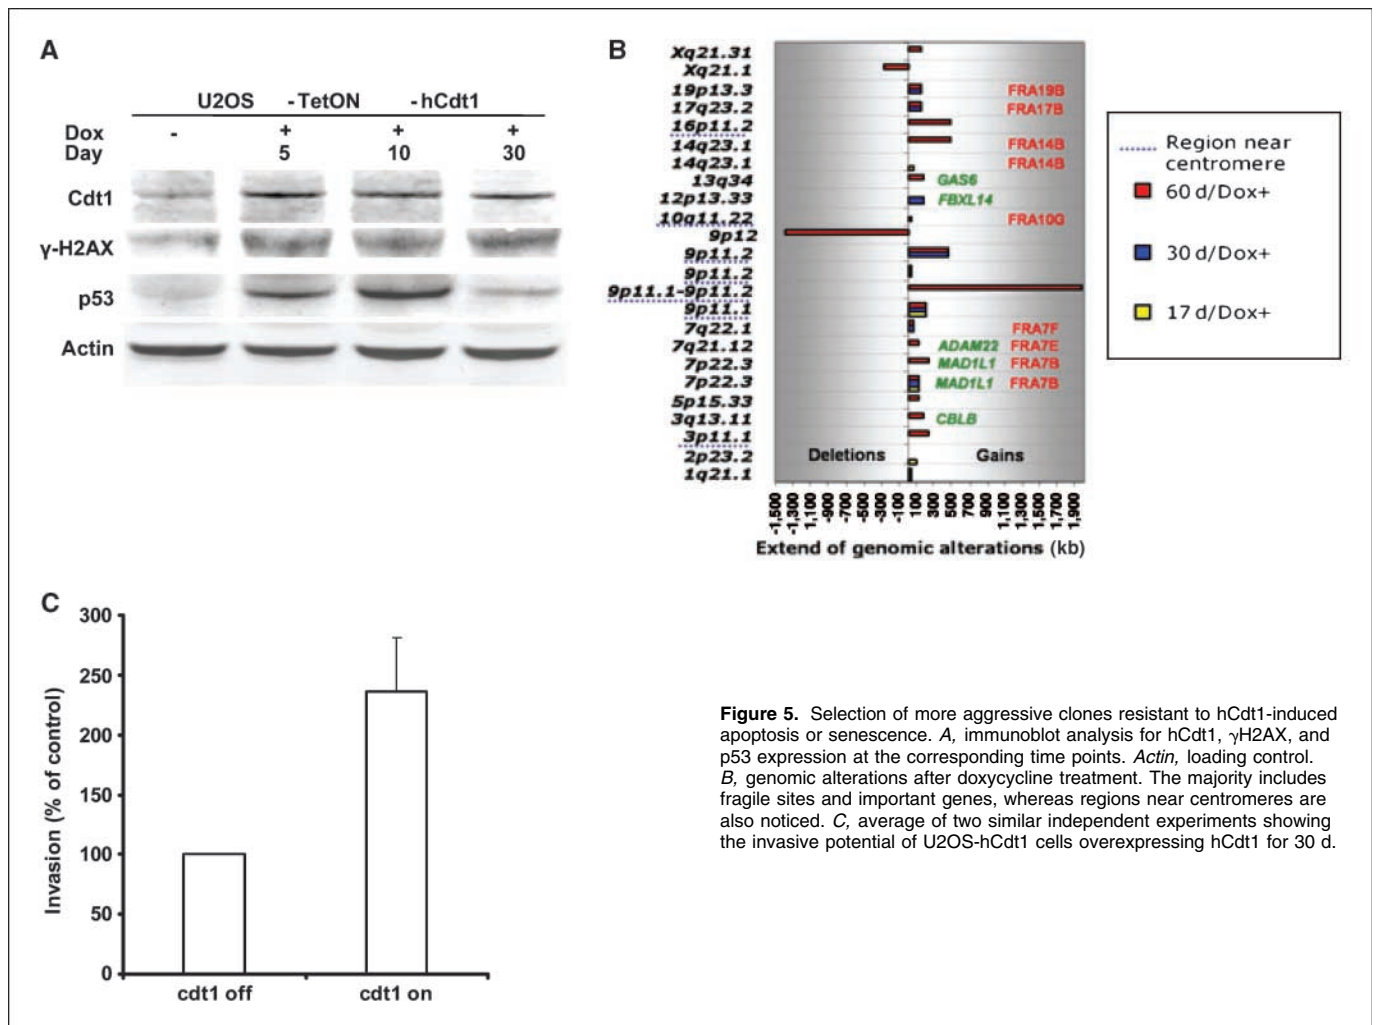 A
U2OS -TetON -hCdt1
Dox - + + +
Day 5 10 30
Cdt1
γ-H2AX
p53
Actin
B
Xq21.31
Xq21.1
19p13.3 FRA19B
17q23.2 FRA17B
16p11.2
14q23.1 FRA14B
14q23.1 FRA14B
13q34 GAS6
12p13.33 FBXL14
10q11.22 FRA10G
9p12
9p11.2
9p11.2
9p11.1-9p11.2
9p11.1
7q22.1 FRA7F
7q21.12 ADAM22 FRA7E
7p22.3 MAD1L1 FRA7B
7p22.3 MAD1L1 FRA7B
5p15.33
3q13.11 CBLB
3p11.1
2p23.2
1q21.1
Deletions Gains
-1,500 -1,300 -1,100 -900 -700 -500 -300 -100 100 300 500 700 900 1,100 1,300 1,500 1,700 1,900
Extend of genomic alterations (kb)
Region near
centromere
60 d/Dox+
30 d/Dox+
17 d/Dox+
C
Invasion (% of control)
300
250
200
150
100
50
0
cdt1 off cdt1 on
Figure 5. Selection of more aggressive clones resistant to hCdt1-induced
apoptosis or senescence. A, immunoblot analysis for hCdt1, γH2AX, and
p53 expression at the corresponding time points. Actin, loading control.
B, genomic alterations after doxycycline treatment. The majority includes
fragile sites and important genes, whereas regions near centromeres are
also noticed. C, average of two similar independent experiments showing
the invasive potential of U2OS-hCdt1 cells overexpressing hCdt1 for 30 d.